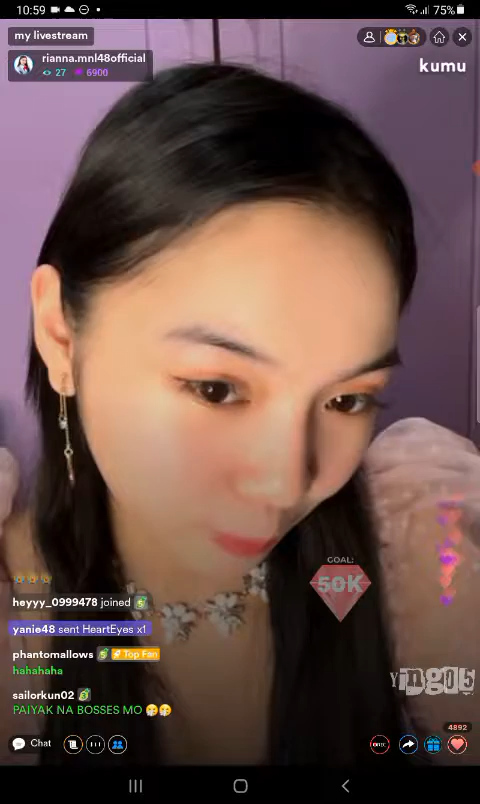 10:59
75%
my livestream
rianna.mnl48official
27 6900
kumu
GOAL:
50K
heyyy_0999478 joined
yanie48 sent HeartEyes x1
phantomallows Top Fan
hahahaha
sailorkun02
PAIYAK NA BOSSES MO
Ying05
4892
Chat